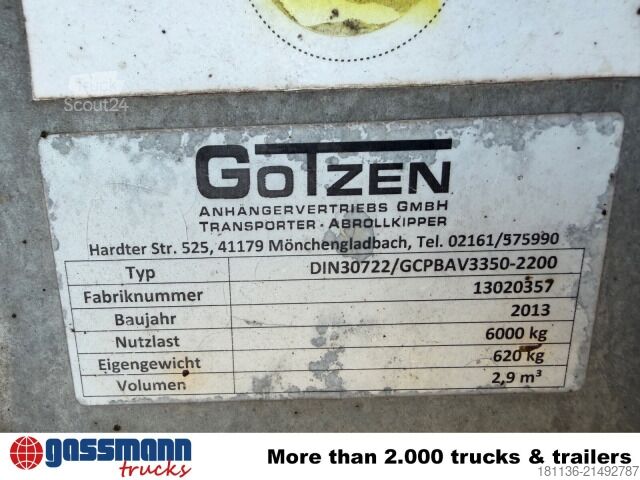 Scout24
GOTZEN
ANHÄNGERVERTRIEBS GMBH
TRANSPORTER · ABROLLKIPPER
Hardter Str. 525, 41179 Mönchengladbach, Tel. 02161/575990
Typ DIN30722/GCPBAV3350-2200
Fabriknummer 13020357
Baujahr 2013
Nutzlast 6000 kg
Eigengewicht 620 kg
Volumen 2,9 m³
gassmann
trucks
More than 2.000 trucks & trailers
181136-21492787